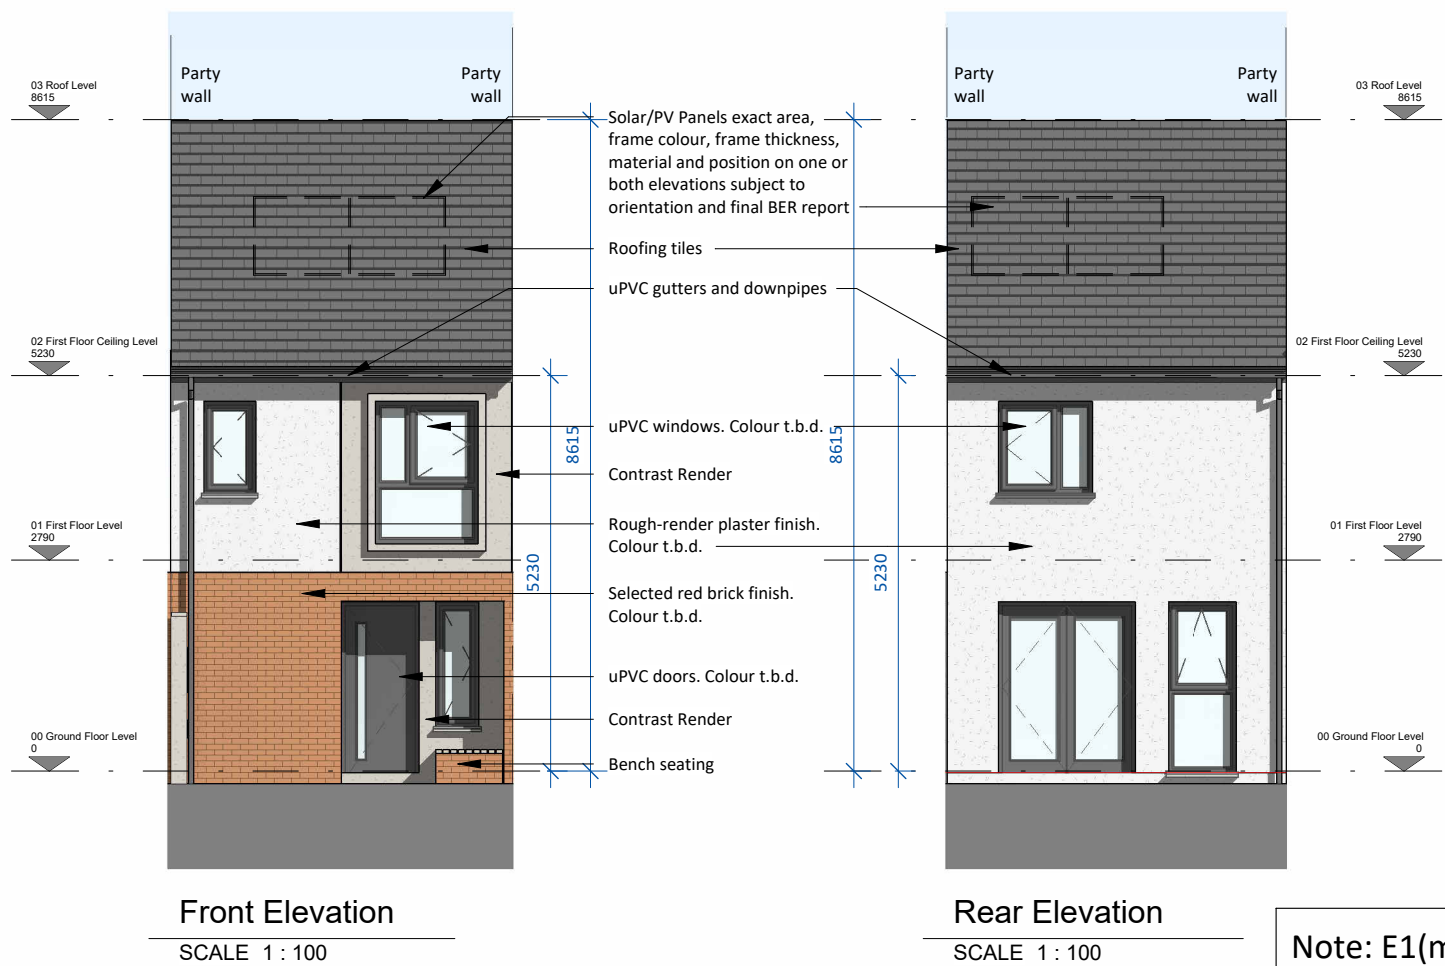 Party
wall
Party
wall
Party
wall
Party
wall
03 Roof Level
8615
03 Roof Level
8615
Solar/PV Panels exact area,
frame colour, frame thickness,
material and position on one or
both elevations subject to
orientation and final BER report
Roofing tiles
uPVC gutters and downpipes
02 First Floor Ceiling Level
5230
02 First Floor Ceiling Level
5230
uPVC windows. Colour t.b.d.
8615
8615
Contrast Render
Rough-render plaster finish.
Colour t.b.d.
01 First Floor Level
2790
01 First Floor Level
2790
5230
5230
Selected red brick finish.
Colour t.b.d.
uPVC doors. Colour t.b.d.
Contrast Render
00 Ground Floor Level
0
00 Ground Floor Level
0
Bench seating
Front Elevation
SCALE 1 : 100
Rear Elevation
SCALE 1 : 100
Note: E1(m